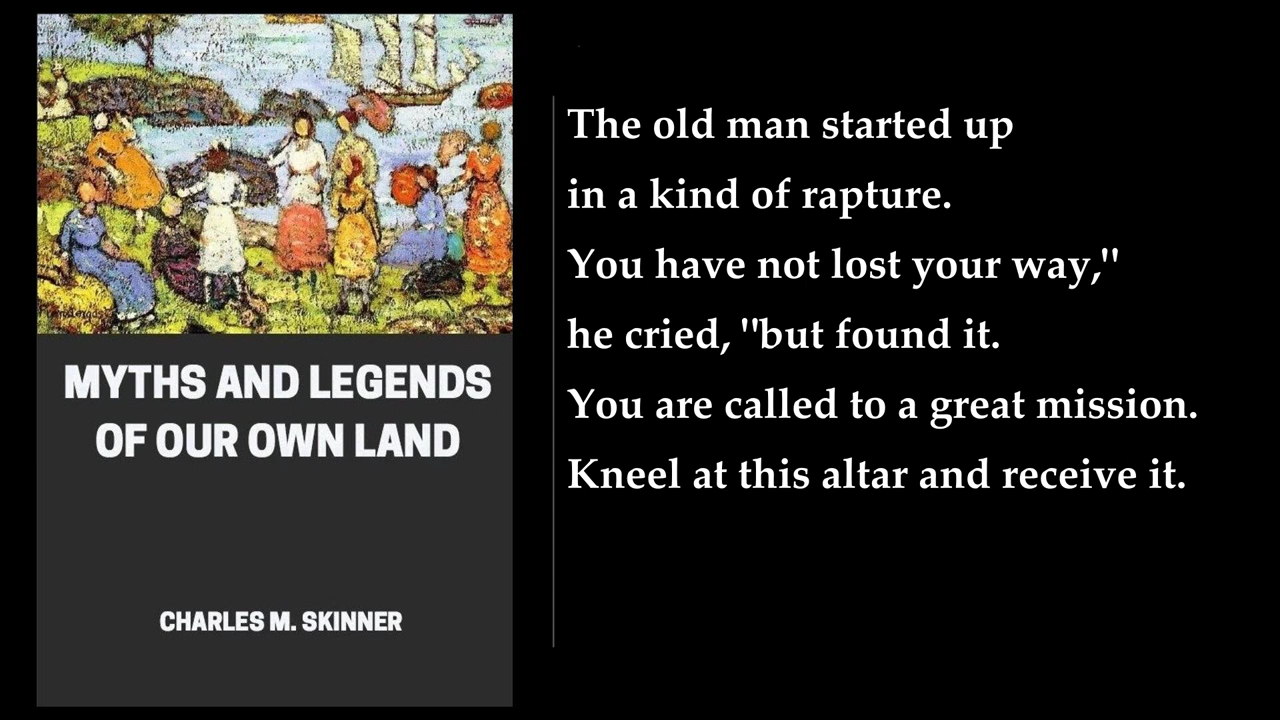 MYTHS AND LEGENDS
OF OUR OWN LAND
CHARLES M. SKINNER
The old man started up
in a kind of rapture.
You have not lost your way,"
he cried, "but found it.
You are called to a great mission.
Kneel at this altar and receive it.